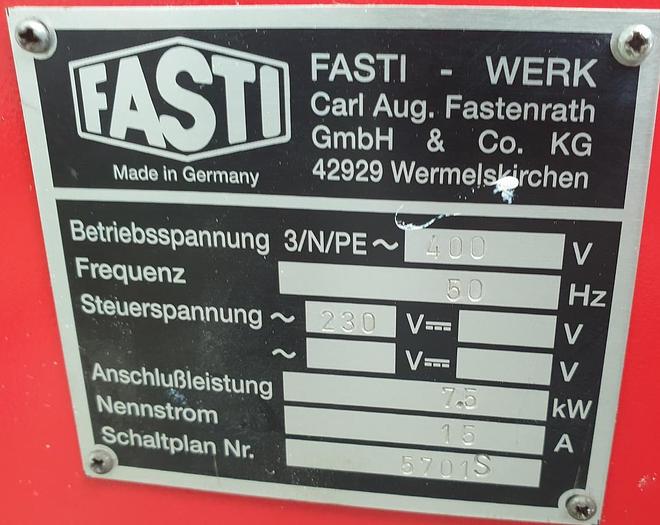 FASTI
Made in Germany
FASTI - WERK
Carl Aug. Fastenrath
GmbH & Co. KG
42929 Wermelskirchen
Betriebsspannung 3/N/PE ~ 400 V
Frequenz 50 Hz
Steuerspannung ~ 230 V⎓ V
~ V⎓ V
Anschlußleistung 7.5 kW
Nennstrom 15 A
Schaltplan Nr. 5701S